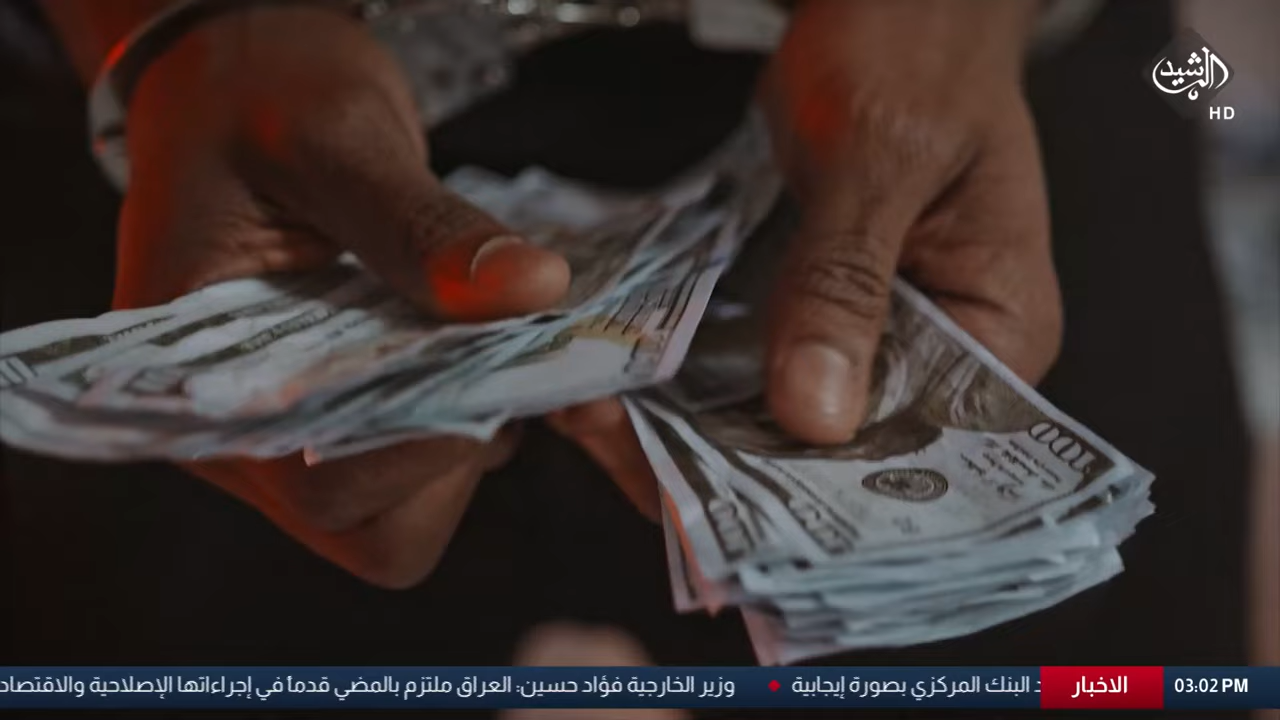 الرشيد
HD
100
البنك المركزي بصورة إيجابية ♦ وزير الخارجية فؤاد حسين: العراق ملتزم بالمضي قدماً في إجراءاتها الإصلاحية والاقتصاد
الاخبار
03:02 PM